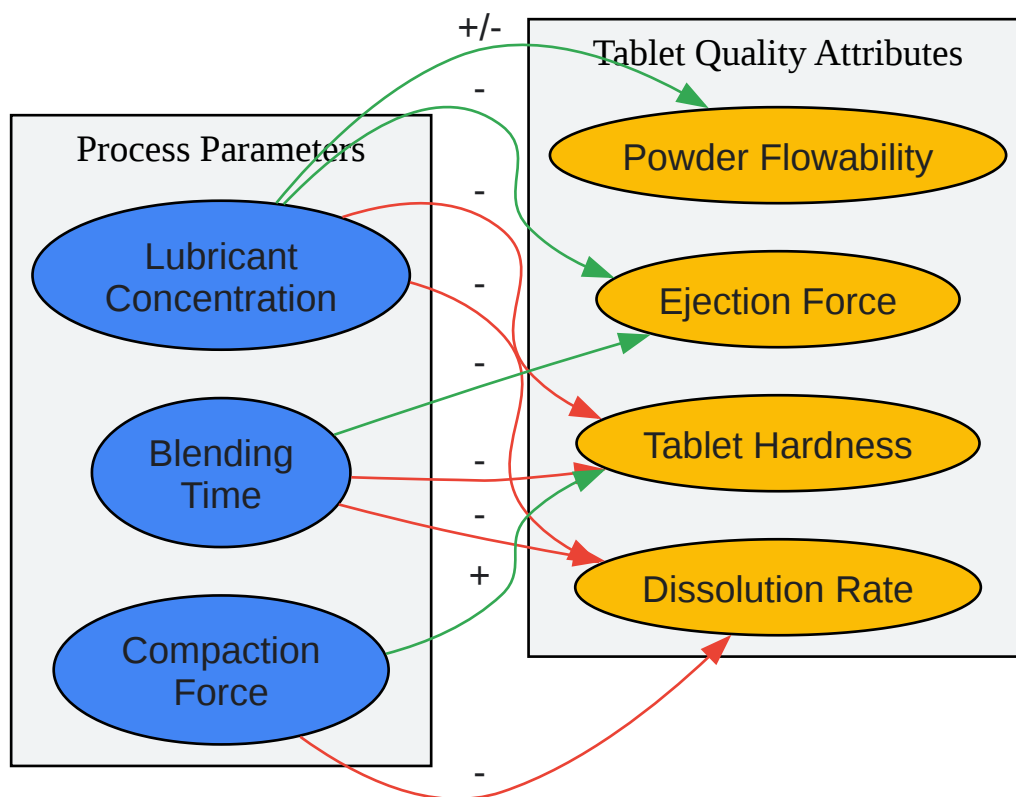 +/-
Tablet Quality Attributes
-
Process Parameters
Powder Flowability
-
Lubricant
Concentration
-
Ejection Force
-
Blending
Time
-
Tablet Hardness
-
+
Dissolution Rate
Compaction
Force
-